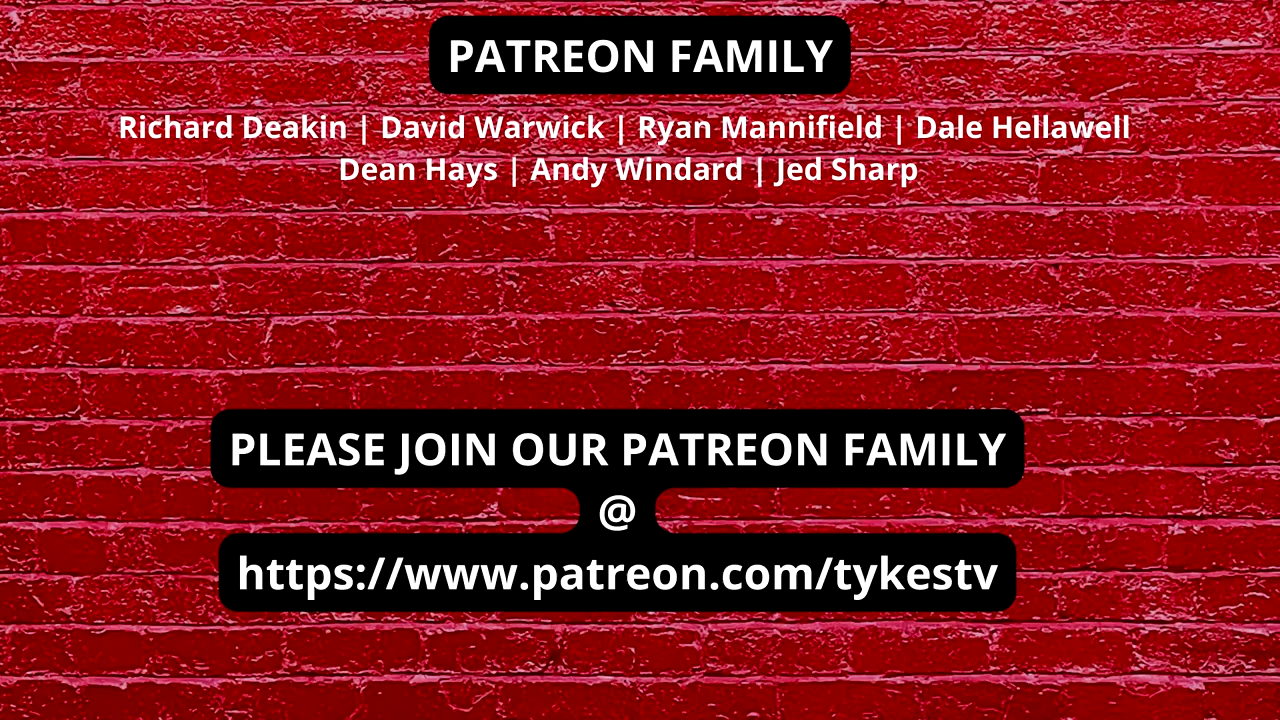 PATREON FAMILY
Richard Deakin | David Warwick | Ryan Mannifield | Dale Hellawell
Dean Hays | Andy Windard | Jed Sharp
PLEASE JOIN OUR PATREON FAMILY
@
https://www.patreon.com/tykestv